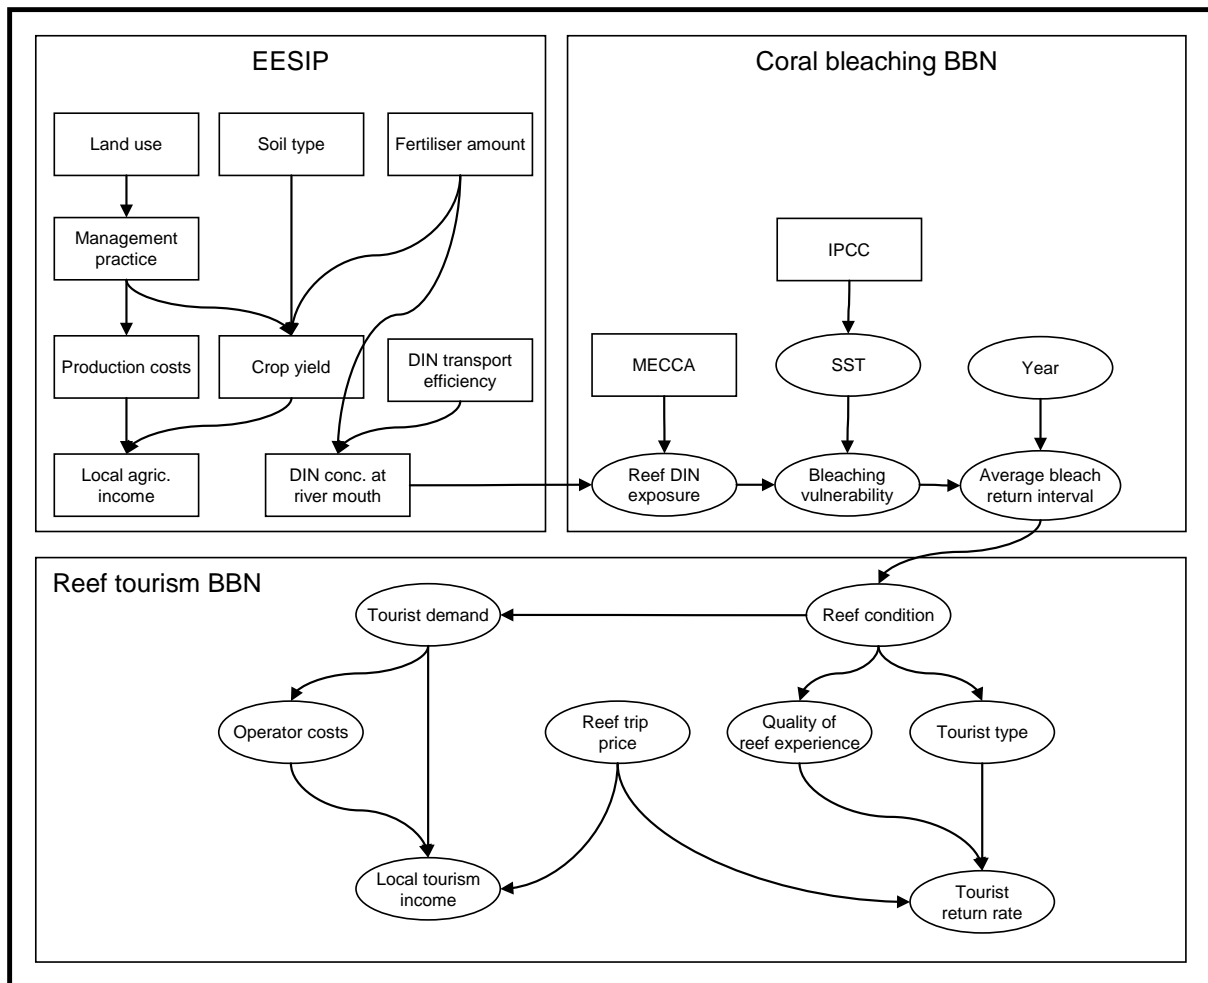 EESIP
Land use
Soil type
Fertiliser amount
Management
practice
Production costs
Crop yield
DIN transport
efficiency
Local agric.
income
DIN conc. at
river mouth
Coral bleaching BBN
IPCC
MECCA
SST
Year
Reef DIN
exposure
Bleaching
vulnerability
Average bleach
return interval
Reef tourism BBN
Tourist demand
Reef condition
Operator costs
Reef trip
price
Quality of
reef experience
Tourist type
Local tourism
income
Tourist
return rate